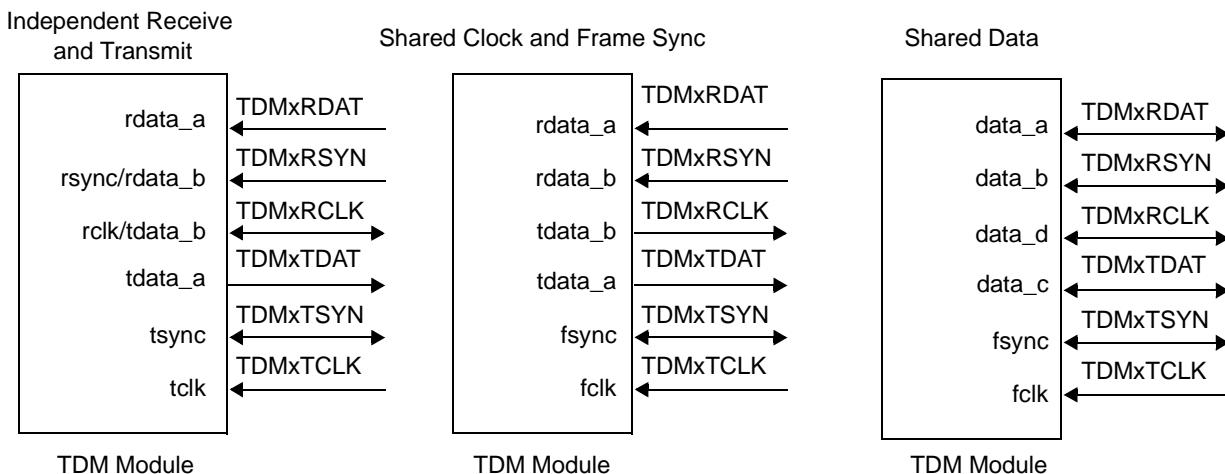 Independent Receive
and Transmit
rdata_a
TDMxRDAT
rsync/rdata_b
TDMxRSYN
rclk/tdata_b
TDMxRCLK
tdata_a
TDMxTDAT
tsync
TDMxTSYN
tclk
TDMxTCLK
TDM Module
Shared Clock and Frame Sync
rdata_a
TDMxRDAT
rdata_b
TDMxRSYN
tdata_b
TDMxRCLK
tdata_a
TDMxTDAT
fsync
TDMxTSYN
fclk
TDMxTCLK
TDM Module
Shared Data
data_a
TDMxRDAT
data_b
TDMxRSYN
data_d
TDMxRCLK
data_c
TDMxTDAT
fsync
TDMxTSYN
fclk
TDMxTCLK
TDM Module